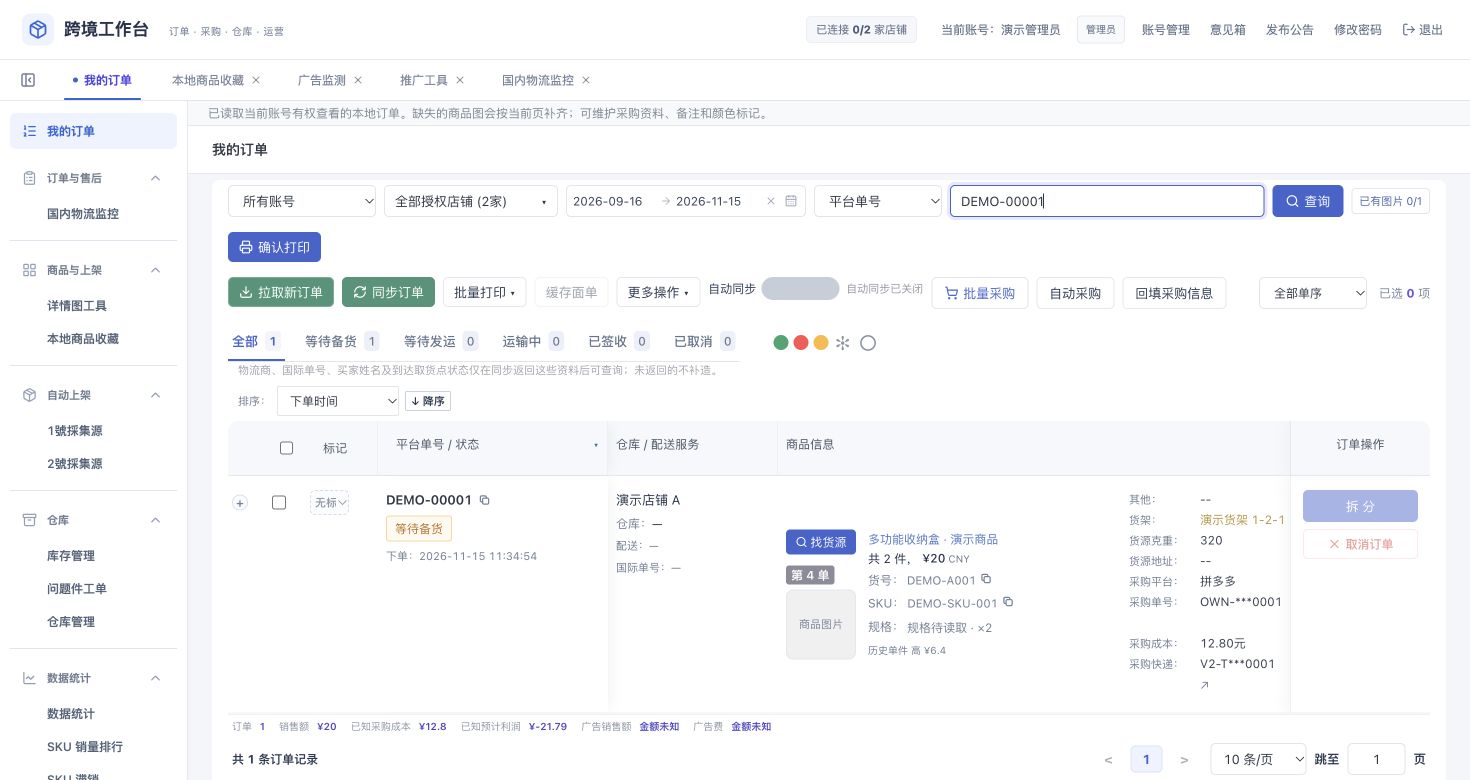 跨境工作台 订单 · 采购 · 仓库 · 运营 已连接 0/2 家店铺 当前账号：演示管理员 管理员 账号管理 意见箱 发布公告 修改密码 退出
我的订单 本地商品收藏 × 广告监测 × 推广工具 × 国内物流监控 ×
已读取当前账号有权查看的本地订单。缺失的商品图会按当前页补齐；可维护采购资料、备注和颜色标记。
我的订单
订单与售后
国内物流监控
商品与上架
详情图工具
本地商品收藏
自动上架
1號採集源
2號採集源
仓库
库存管理
问题件工单
仓库管理
数据统计
数据统计
SKU 销量排行
SKU 滞销
我的订单
所有账号 全部授权店铺 (2家) 2026-09-16 → 2026-11-15 × 平台单号 DEMO-00001 查询 已有图片 0/1
确认打印
拉取新订单 同步订单 批量打印 缓存面单 更多操作 自动同步 自动同步已关闭 批量采购 自动采购 回填采购信息 全部单序 已选 0 项
全部 1 等待备货 1 等待发运 0 运输中 0 已签收 0 已取消 0
物流商、国际单号、买家姓名及到达取货点状态仅在同步返回这些资料后可查询；未返回的不补造。
排序： 下单时间 ↓ 降序
标记 平台单号 / 状态 仓库 / 配送服务 商品信息 订单操作
无标 DEMO-00001
等待备货
下单：2026-11-15 11:34:54
演示店铺 A
仓库：—
配送：—
国际单号：—
找货源
第 4 单
商品图片
多功能收纳盒 · 演示商品
共 2 件， ¥20 CNY
货号： DEMO-A001
SKU： DEMO-SKU-001
规格： 规格待读取 · ×2
历史单件 高 ¥6.4
其他： --
货架： 演示货架 1-2-1
货源克重： 320
货源地址： --
采购平台： 拼多多
采购单号： OWN-***0001
采购成本： 12.80元
采购快递： V2-T***0001
↗
拆 分
× 取消订单
订单 1 销售额 ¥20 已知采购成本 ¥12.8 已知预计利润 ¥-21.79 广告销售额 金额未知 广告费 金额未知
共 1 条订单记录 < 1 > 10 条/页 跳至 1 页